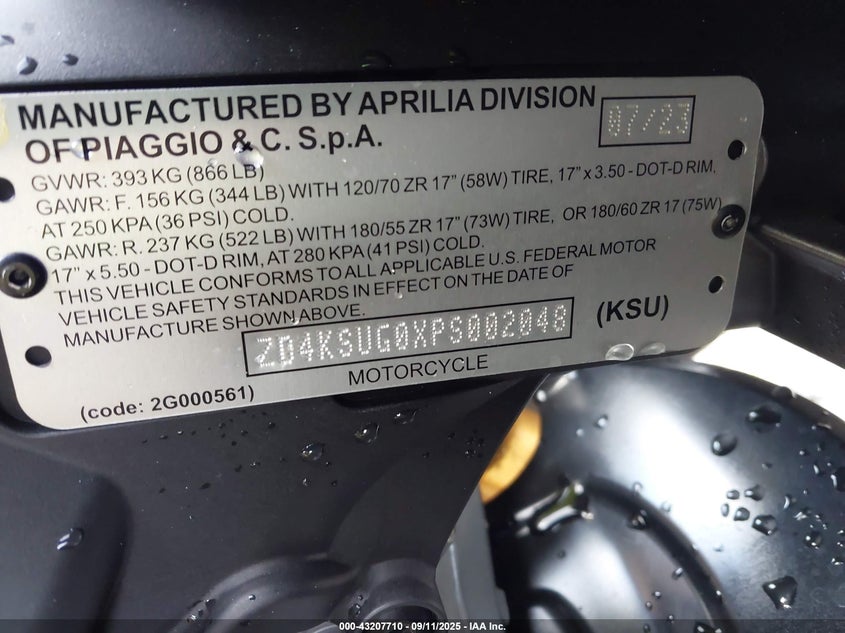 MANUFACTURED BY APRILIA DIVISION
OF PIAGGIO & C. S.p.A.
07/23
GVWR: 393 KG (866 LB)
GAWR: F. 156 KG (344 LB) WITH 120/70 ZR 17" (58W) TIRE, 17" x 3.50 - DOT-D RIM,
AT 250 KPA (36 PSI) COLD.
GAWR: R. 237 KG (522 LB) WITH 180/55 ZR 17" (73W) TIRE, OR 180/60 ZR 17 (75W)
17" x 5.50 - DOT-D RIM, AT 280 KPA (41 PSI) COLD.
THIS VEHICLE CONFORMS TO ALL APPLICABLE U.S. FEDERAL MOTOR
VEHICLE SAFETY STANDARDS IN EFFECT ON THE DATE OF
MANUFACTURE SHOWN ABOVE.
ZD4KSUG0XPS002048
(KSU)
MOTORCYCLE
(code: 2G000561)
000-43207710 - 09/11/2025 - IAA Inc.